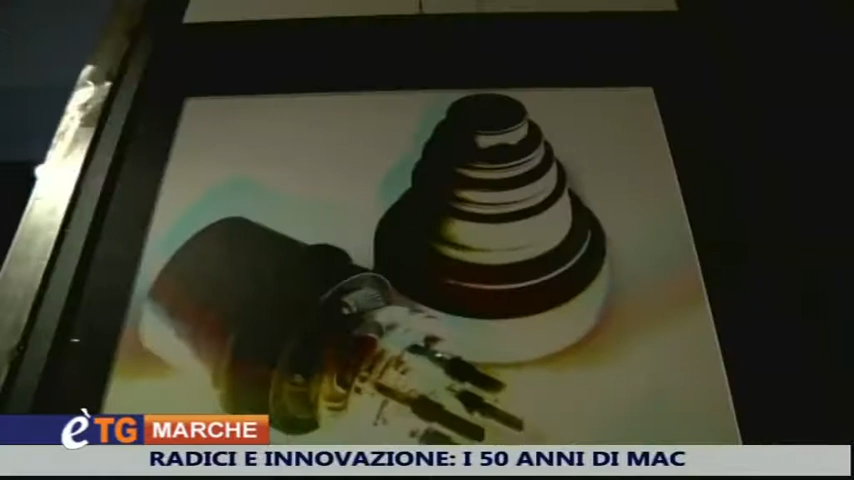 èTG MARCHE
RADICI E INNOVAZIONE: I 50 ANNI DI MAC